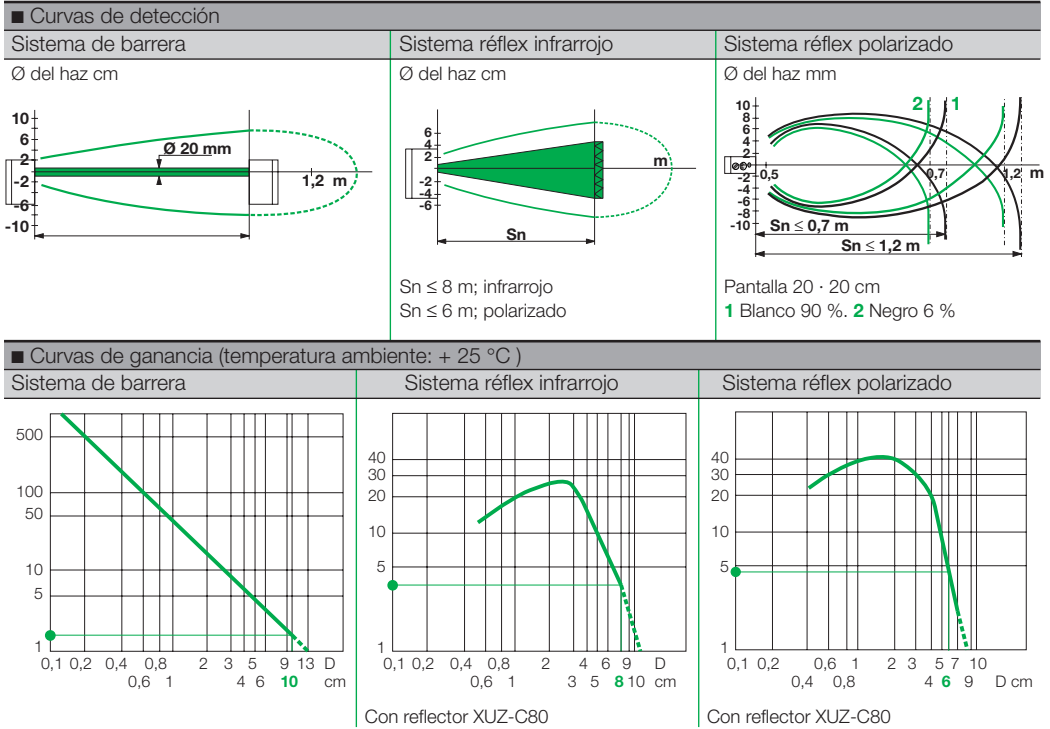 ■ Curvas de detección
Sistema de barrera
Sistema réflex infrarrojo
Sistema réflex polarizado
Ø del haz cm
10
6
2
-2
-6
-10
Ø 20 mm
1,2 m
Ø del haz cm
6
4
2
-2
-4
-6
m
Sn
Sn ≤ 8 m; infrarrojo
Sn ≤ 6 m; polarizado
Ø del haz mm
10
8
6
4
2
-2
-4
-6
-8
-10
2 1
0,5
0,7
1,2 m
Sn ≤ 0,7 m
Sn ≤ 1,2 m
Pantalla 20 · 20 cm
1 Blanco 90 %. 2 Negro 6 %
■ Curvas de ganancia (temperatura ambiente: + 25 °C )
Sistema de barrera
Sistema réflex infrarrojo
Sistema réflex polarizado
500
100
50
10
5
1
0,1 0,2 0,4 0,8 2 3 5 9 13 D
0,6 1 4 6 10 cm
40
30
20
10
5
1
0,1 0,2 0,4 0,8 2 4 6 9 D
0,6 1 3 5 8 10 cm
Con reflector XUZ-C80
40
30
20
10
5
1
0,1 0,2 0,6 1 2 3 5 7 10
0,4 0,8 4 6 9 D cm
Con reflector XUZ-C80